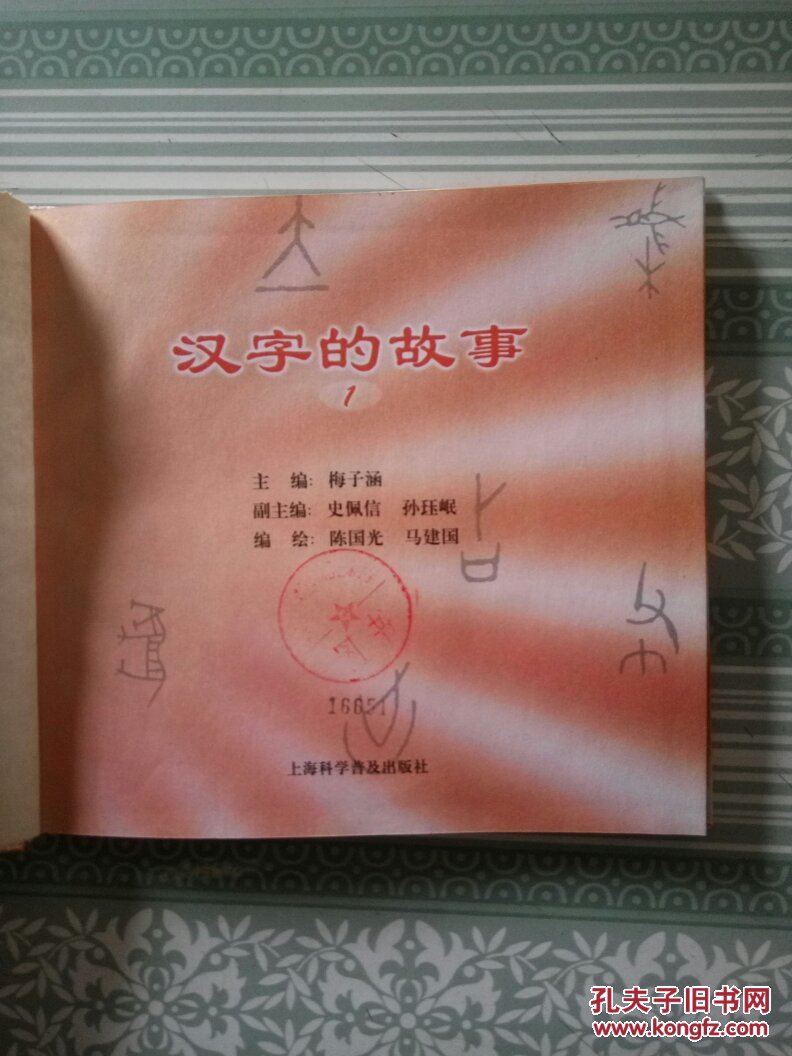 汉字的故事
1
主 编: 梅子涵
副主编: 史佩信 孙珏岷
编 绘: 陈国光 马建国
16651
上海科学普及出版社
孔夫子旧书网
www.kongfz.com